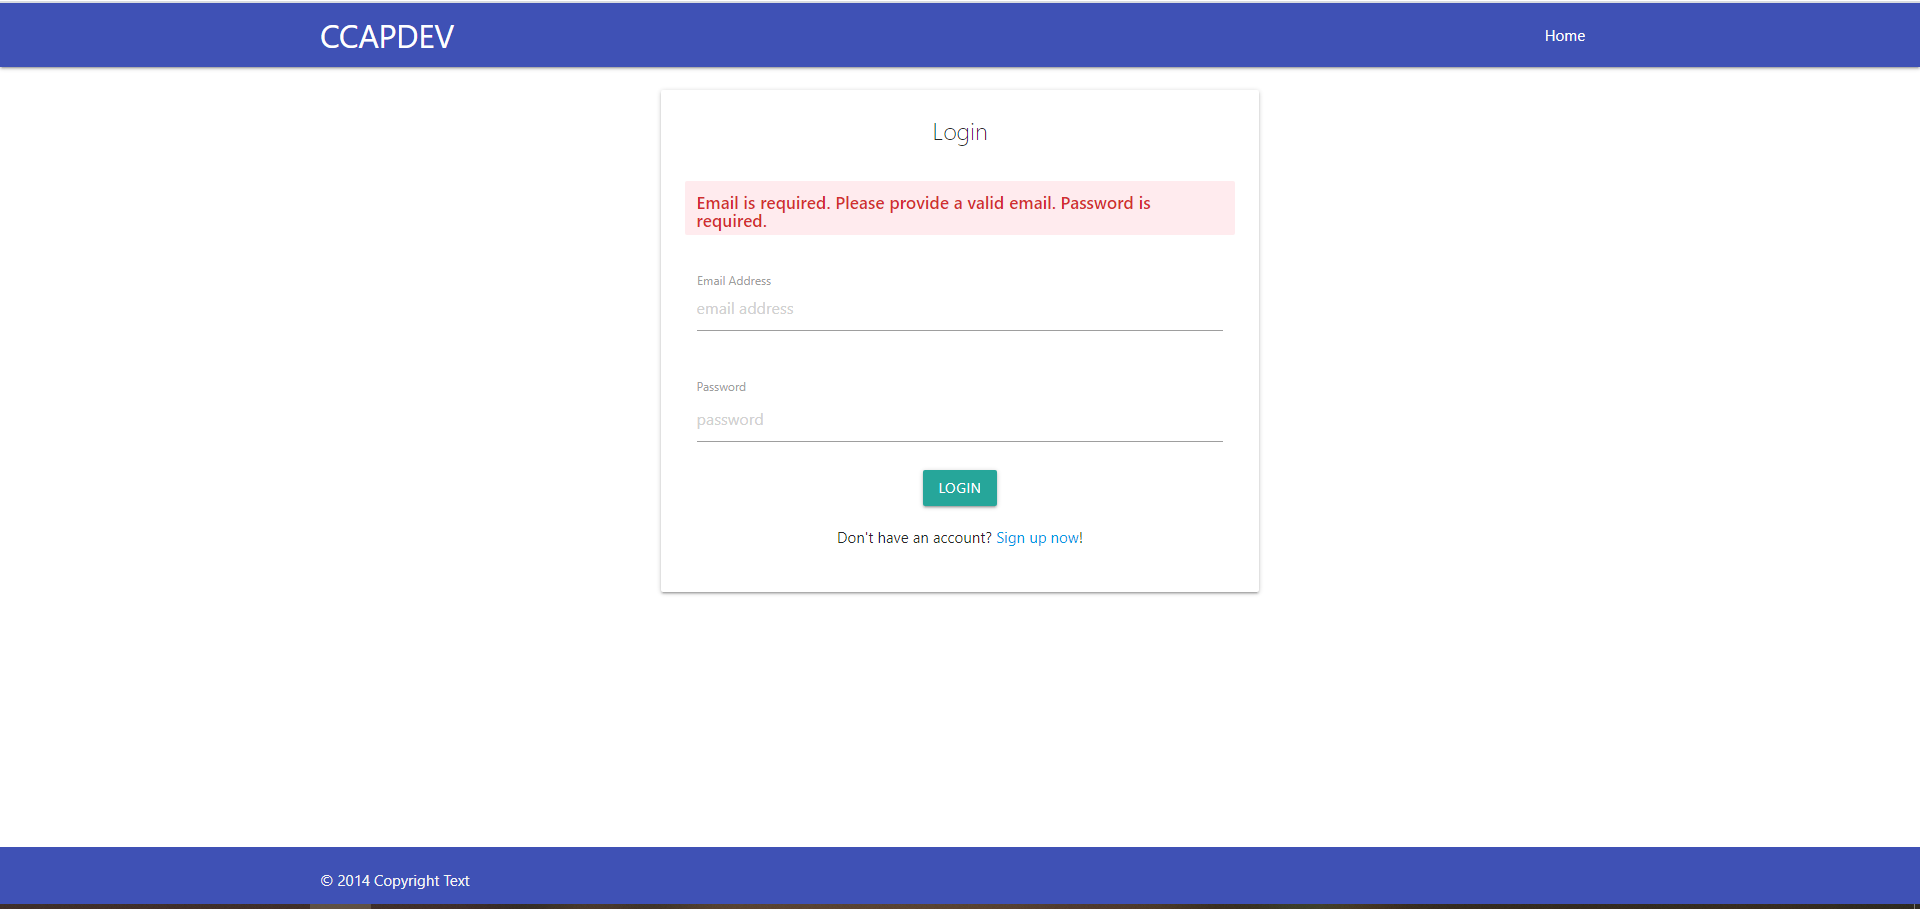 CCAPDEV
Home
Login
Email is required. Please provide a valid email. Password is
required.
Email Address
email address
Password
password
LOGIN
Don't have an account? Sign up now!
© 2014 Copyright Text